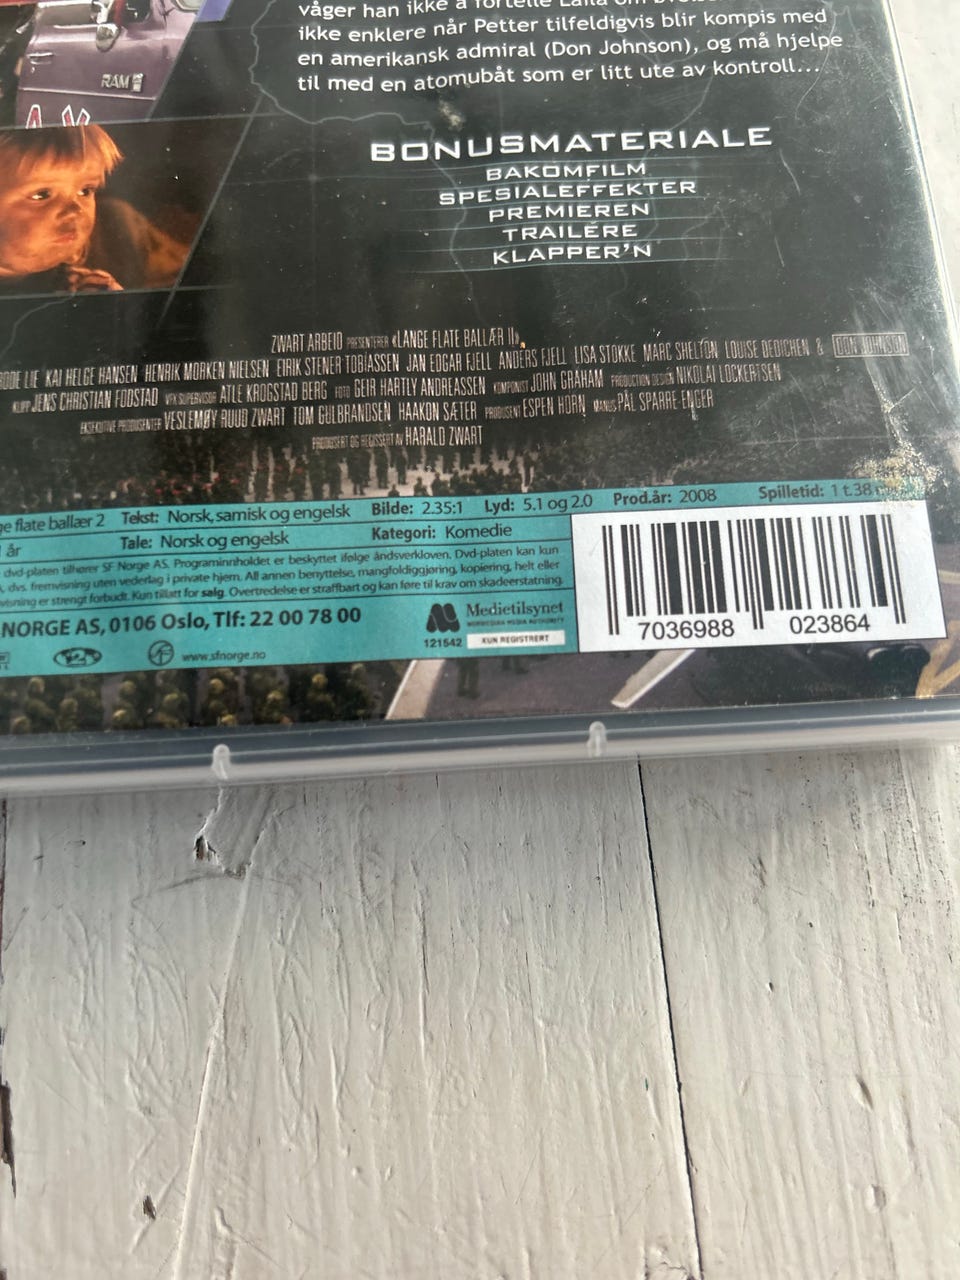 våger han ikke å fortelle Laila om
ikke enklere når Petter tilfeldigvis blir kompis med
en amerikansk admiral (Don Johnson), og må hjelpe
til med en atomubåt som er litt ute av kontroll...
RAM
BONUSMATERIALE
BAKOMFILM
SPESIALEFFEKTER
PREMIEREN
TRAILERE
KLAPPER'N
ZWART ARBEID PRESENTERER «LANGE FLATE BALLÆR II»
LIE KAI HELGE HANSEN HENRIK MORKEN NIELSEN EIRIK STENER TOBIASSEN JAN EDGAR FJELL ANDERS FJELL LISA STOKKE MARC SHELTON LOUISE DEDICHEN & DON JOHNSON
KLIPP JENS CHRISTIAN FODSTAD VFX SUPERVISOR ATLE KROGSTAD BERG FOTO GEIR HARTLY ANDREASSEN KOMPONIST JOHN GRAHAM PRODUCTION DESIGN NIKOLAI LOCKERTSEN
EKSEKUTIVE PRODUSENTER VESLEMØY RUUD ZWART TOM GULBRANDSEN HAAKON SÆTER PRODUSENT ESPEN HORN MANUS PÅL SPARRE-ENGER
PRODUSERT OG REGISSERT AV HARALD ZWART
flate ballær 2 Tekst: Norsk, samisk og engelsk Bilde: 2.35:1 Lyd: 5.1 og 2.0 Prod.år: 2008 Spilletid: 1 t.38
år Tale: Norsk og engelsk Kategori: Komedie
dvd-platen tilhører SF Norge AS. Programinnholdet er beskyttet ifølge åndsverkloven. Dvd-platen kan kun
dvs. fremvisning uten vederlag i private hjem. All annen benyttelse, mangfoldiggjøring, kopiering, helt eller
er strengt forbudt. Kun tillatt for salg. Overtredelse er straffbart og kan føre til krav om skadeerstatning.
NORGE AS, 0106 Oslo, Tlf: 22 00 78 00
www.sfnorge.no
Medietilsynet
NORWEGIAN MEDIA AUTHORITY
121542 KUN REGISTRERT
7036988 023864